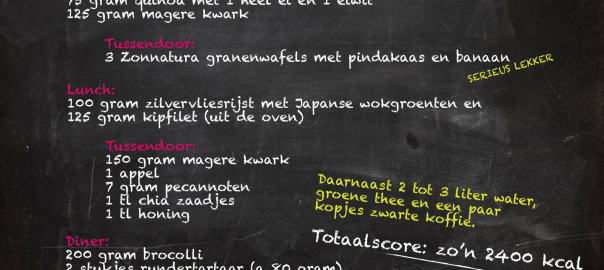 75 gram quinoa met 1 heel ei en 1 eiwit
125 gram magere kwark
Tussendoor:
3 Zonnatura granenwafels met pindakaas en banaan
SERIEUS LEKKER
Lunch:
100 gram zilvervliesrijst met Japanse wokgroenten en
125 gram kipfilet (uit de oven)
Tussendoor:
150 gram magere kwark
1 appel
7 gram pecannoten
1 tl chia zaadjes
1 tl honing
Daarnaast 2 tot 3 liter water,
groene thee en een paar
kopjes zwarte koffie.
Diner:
200 gram brocolli
2 stukjes rundertartaar (a 80 gram)
Totaalscore: zo'n 2400 kcal